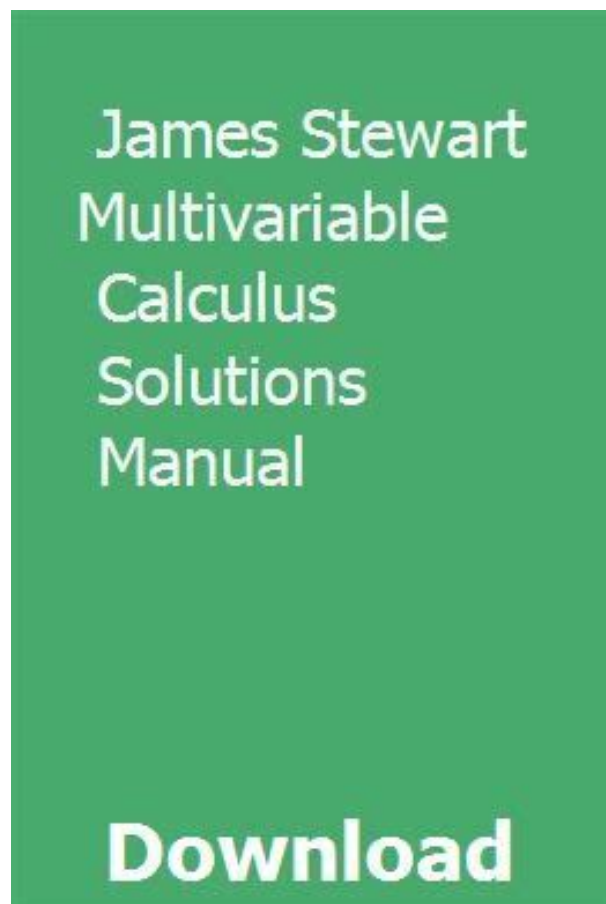 James Stewart
Multivariable
Calculus
Solutions
Manual
Download